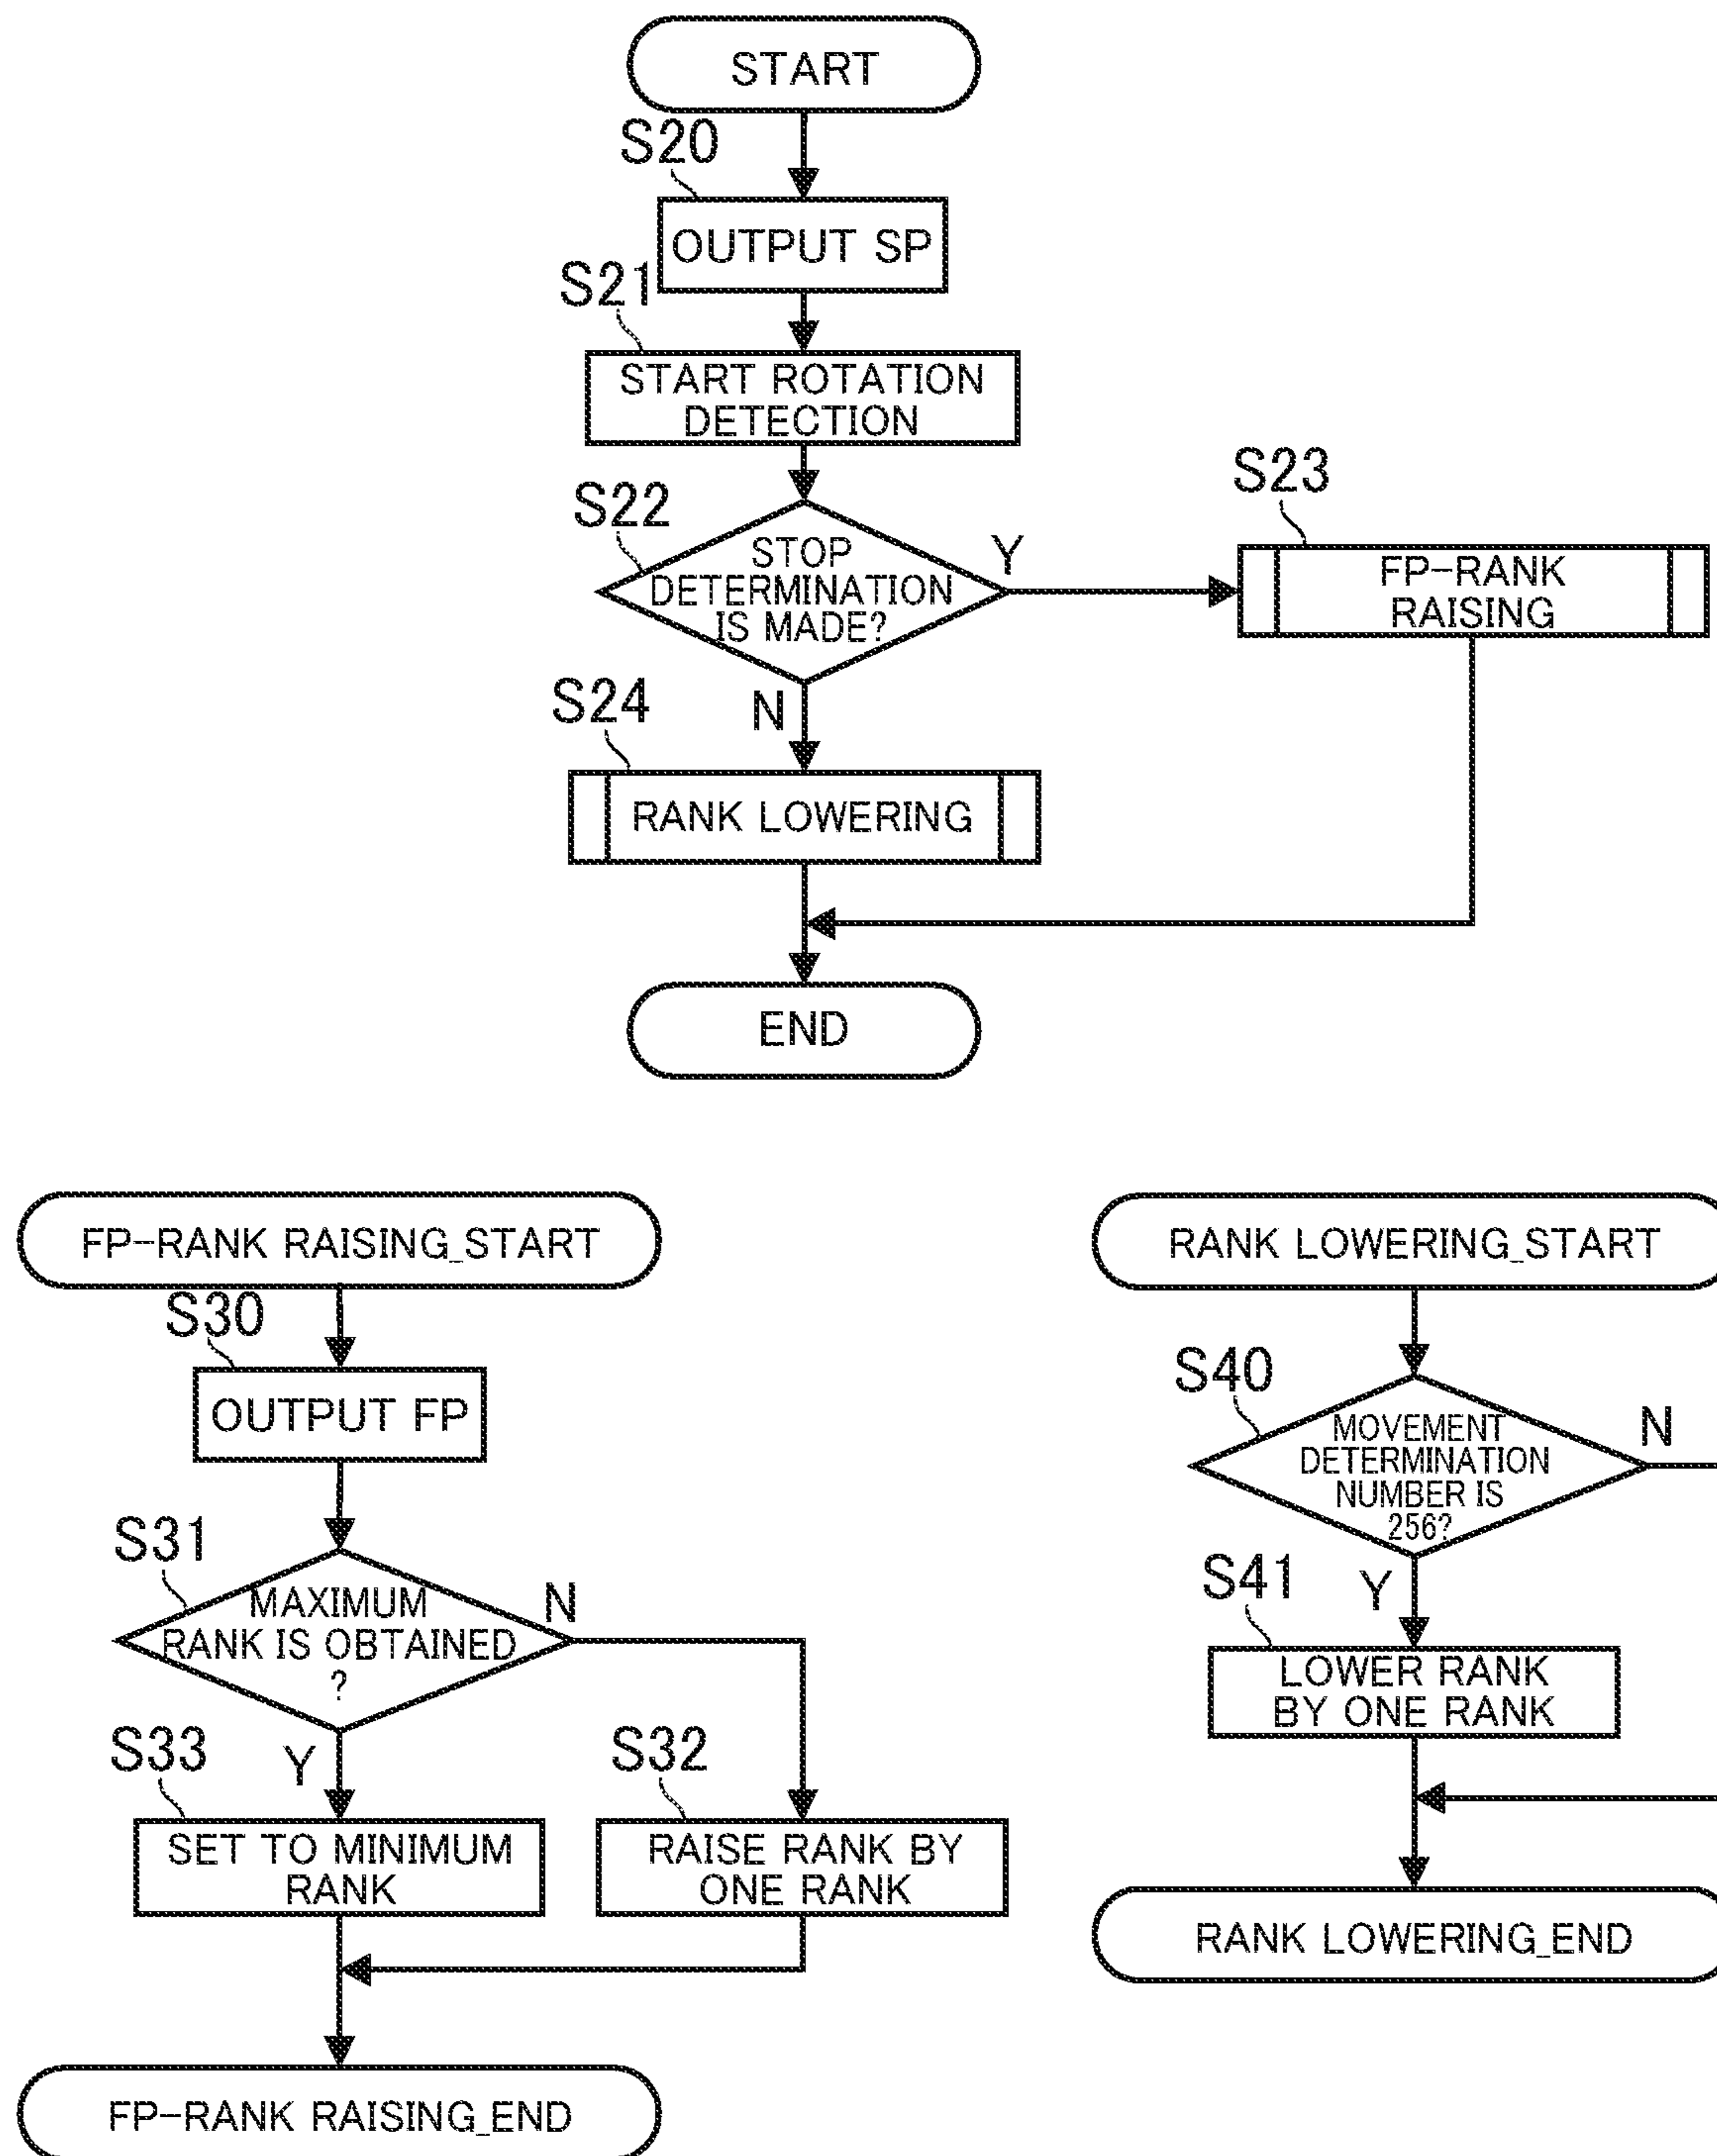 START
S20
OUTPUT SP
S21
START ROTATION
DETECTION
S22
STOP
DETERMINATION
IS MADE?
Y
S23
FP-RANK
RAISING
N
S24
RANK LOWERING
END
FP-RANK RAISING_START
S30
OUTPUT FP
S31
MAXIMUM
RANK IS OBTAINED
?
N
Y
S33
SET TO MINIMUM
RANK
S32
RAISE RANK BY
ONE RANK
FP-RANK RAISING_END
RANK LOWERING_START
S40
MOVEMENT
DETERMINATION
NUMBER IS
256?
N
Y
S41
LOWER RANK
BY ONE RANK
RANK LOWERING_END